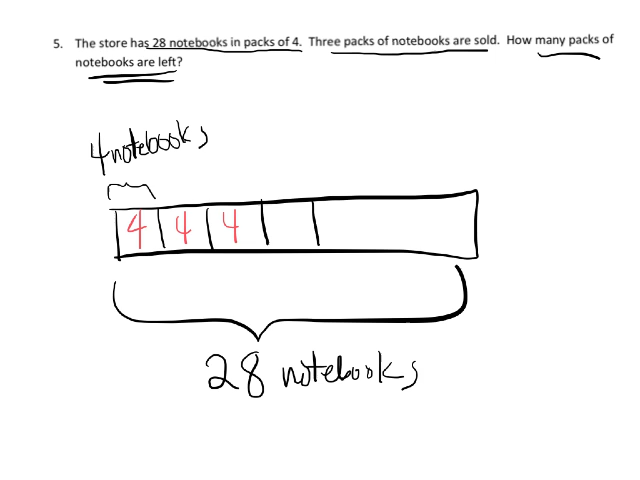 5. The store has 28 notebooks in packs of 4. Three packs of notebooks are sold. How many packs of
notebooks are left?
4 notebooks
4 4 4
28 notebooks